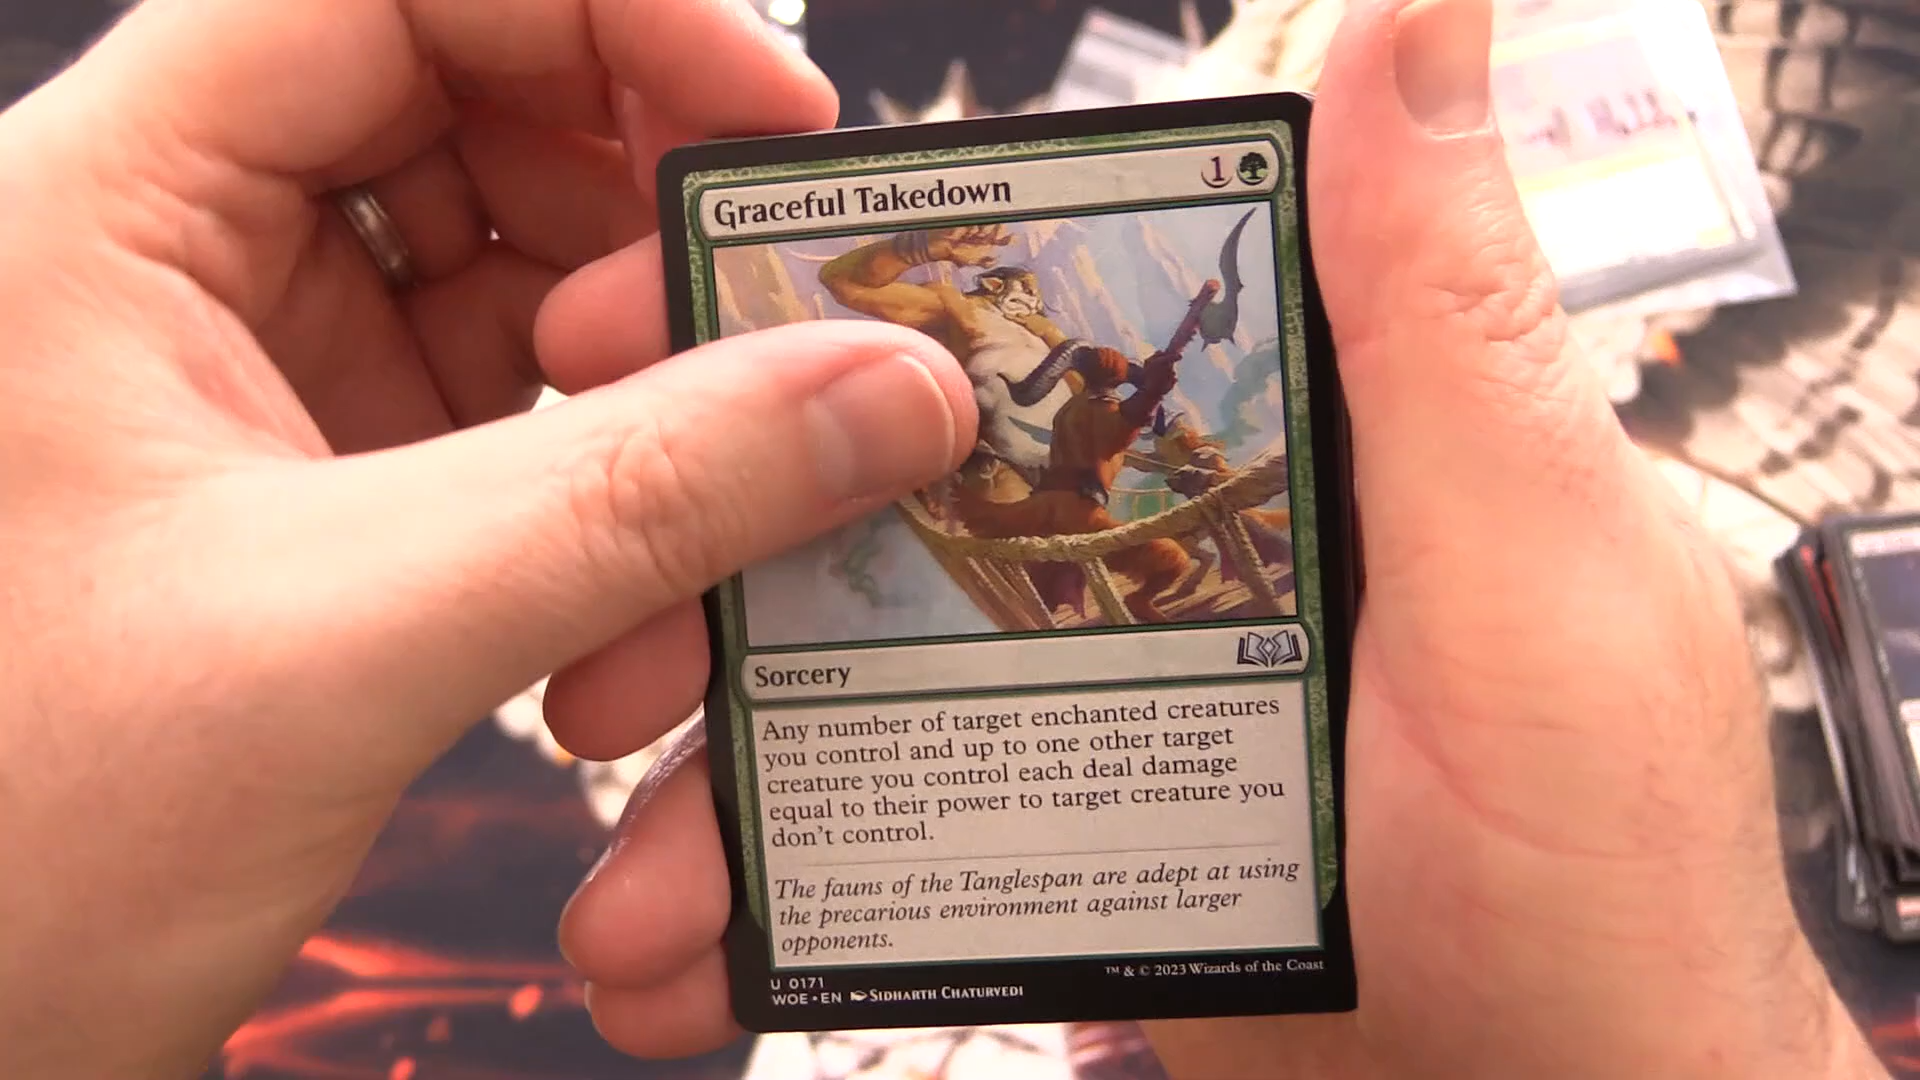 Graceful Takedown 1
Sorcery
Any number of target enchanted creatures
you control and up to one other target
creature you control each deal damage
equal to their power to target creature you
don't control.
The fauns of the Tanglespan are adept at using
the precarious environment against larger
opponents.
U 0171
WOE • EN SIDHARTH CHATURVEDI
™ & © 2023 Wizards of the Coast